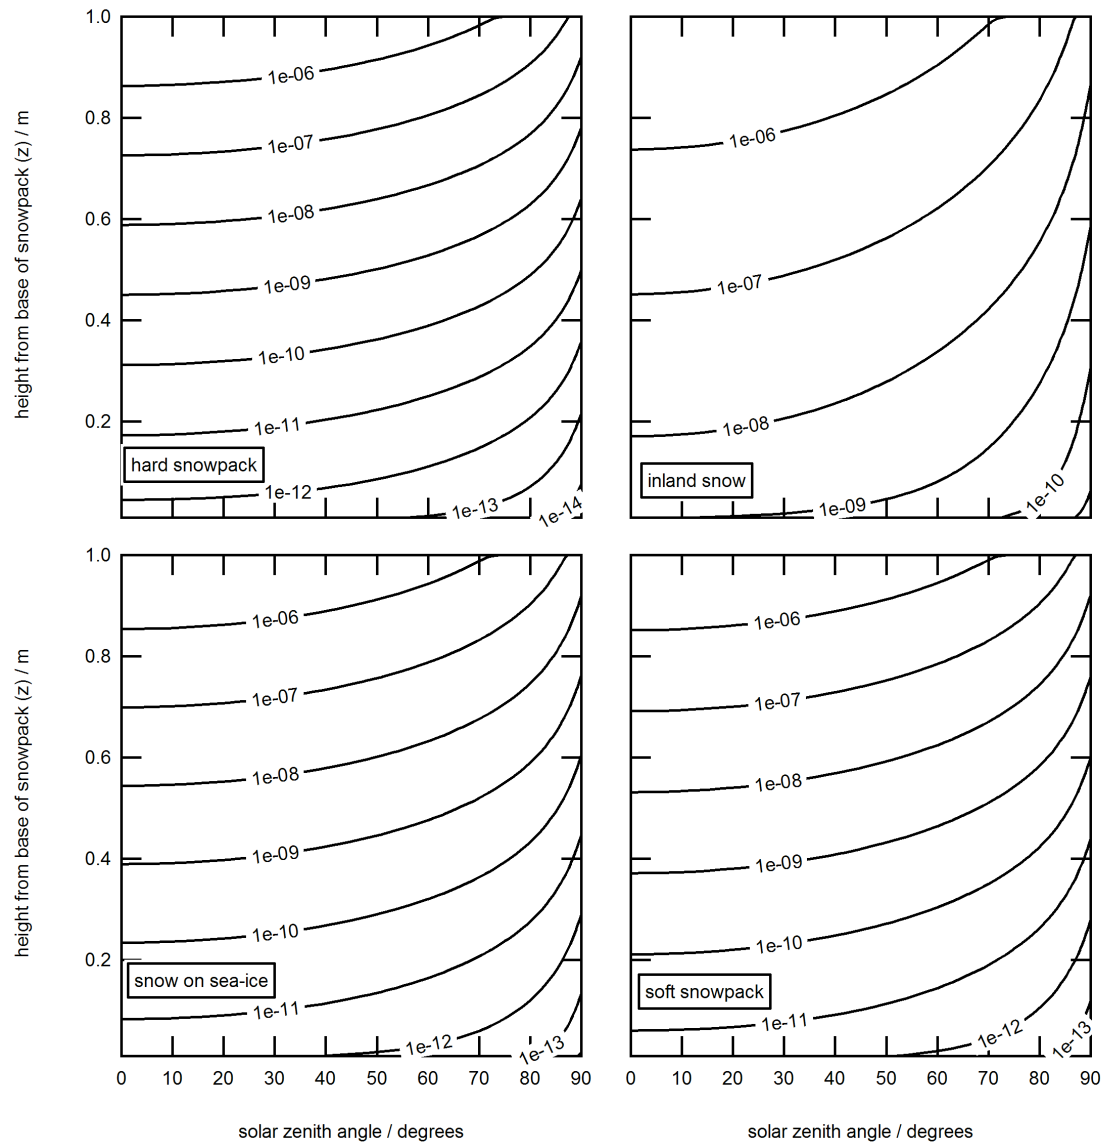 1.0
0.8
0.6
0.4
0.2
height from base of snowpack (z) / m
1e-06
1e-07
1e-08
1e-09
1e-10
1e-11
1e-12
1e-13
1e-14
hard snowpack
1e-06
1e-07
1e-08
1e-09
1e-10
inland snow
1.0
0.8
0.6
0.4
0.2
height from base of snowpack (z) / m
1e-06
1e-07
1e-08
1e-09
1e-10
1e-11
1e-12
1e-13
snow on sea-ice
0 10 20 30 40 50 60 70 80 90
solar zenith angle / degrees
1e-06
1e-07
1e-08
1e-09
1e-10
1e-11
1e-12
1e-13
soft snowpack
0 10 20 30 40 50 60 70 80 90
solar zenith angle / degrees